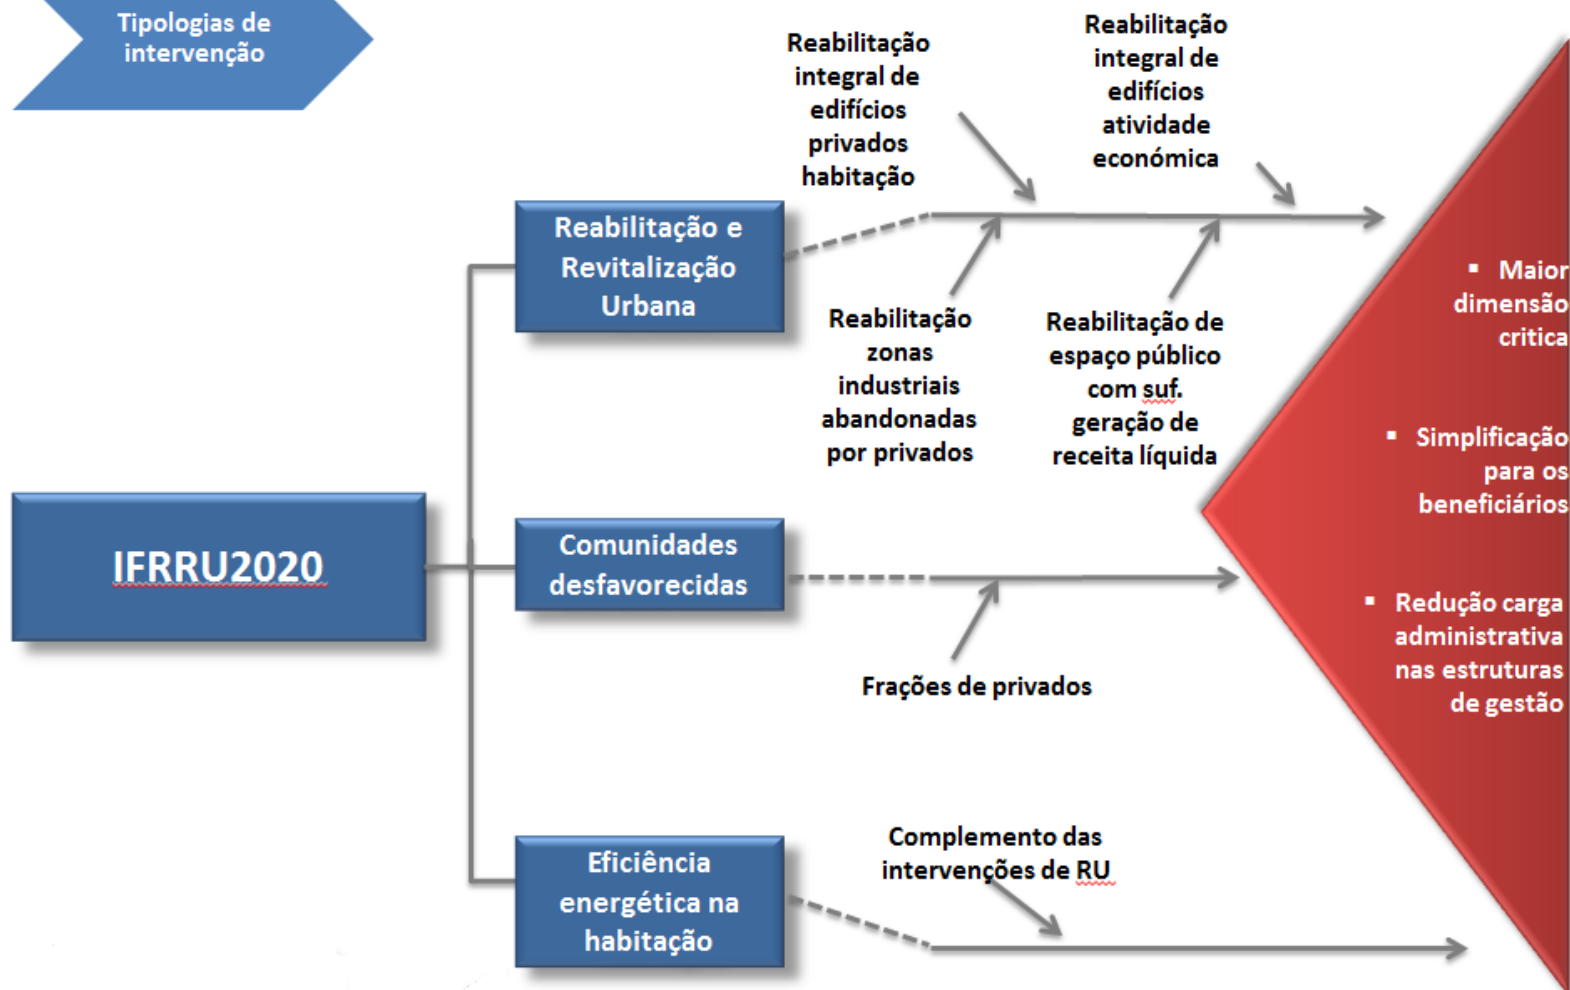 Tipologias de
intervenção
Reabilitação
integral de
edifícios
privados
habitação
Reabilitação
integral de
edifícios
atividade
económica
Reabilitação e
Revitalização
Urbana
Reabilitação
zonas
industriais
abandonadas
por privados
Reabilitação de
espaço público
com suf.
geração de
receita líquida
IFRRU2020
Comunidades
desfavorecidas
Frações de privados
Eficiência
energética na
habitação
Complemento das
intervenções de RU
▪ Maior
dimensão
critica
▪ Simplificação
para os
beneficiários
▪ Redução carga
administrativa
nas estruturas
de gestão